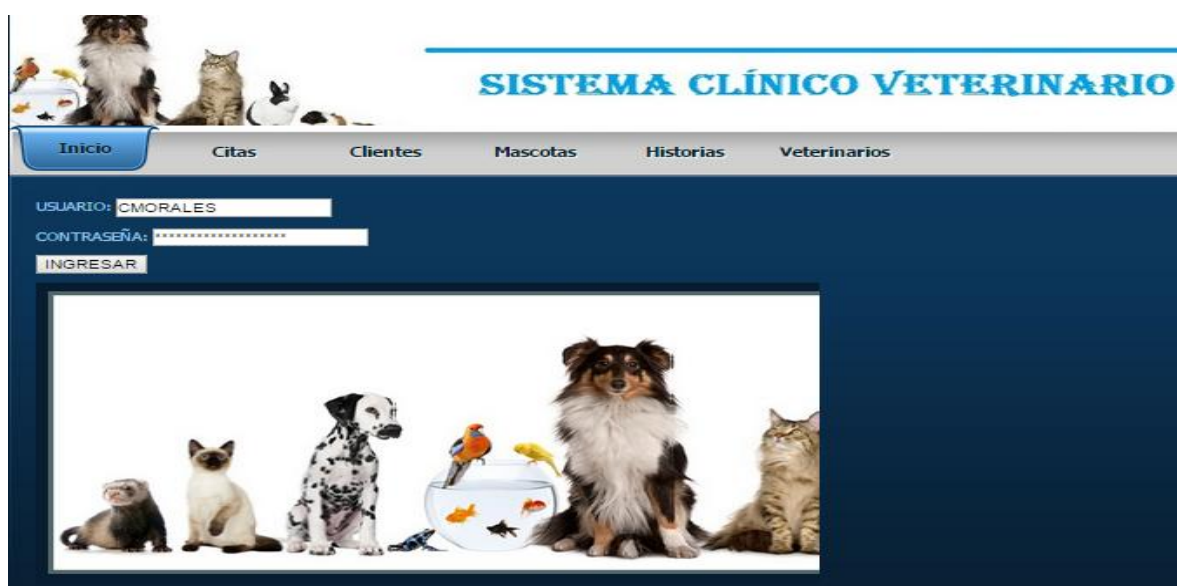 SISTEMA CLÍNICO VETERINARIO
Inicio Citas Clientes Mascotas Historias Veterinarios
USUARIO: CMORALES
CONTRASEÑA: ******************
INGRESAR